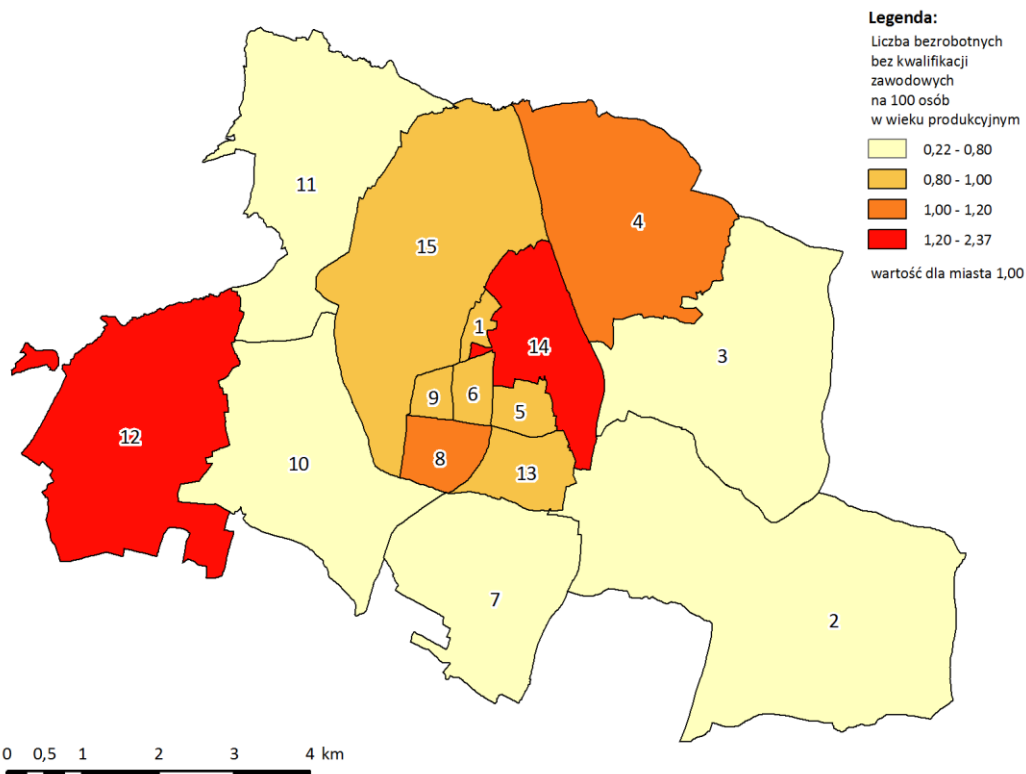 Legenda:
Liczba bezrobotnych
bez kwalifikacji
zawodowych
na 100 osób
w wieku produkcyjnym
0,22 - 0,80
0,80 - 1,00
1,00 - 1,20
1,20 - 2,37
wartość dla miasta 1,00
11
4
15
1
14
3
6
9
5
12
8
10
13
7
2
0 0,5 1 2 3 4 km